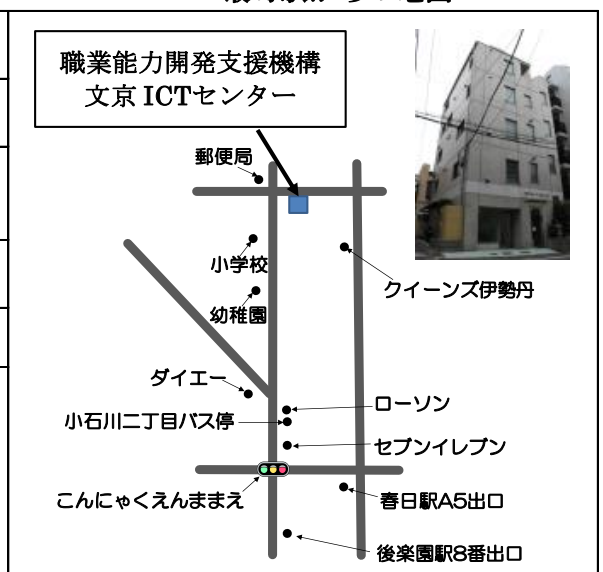 職業能力開発支援機構
文京ICTセンター
郵便局
小学校
クイーンズ伊勢丹
幼稚園
ダイエー
ローソン
小石川二丁目バス停
セブンイレブン
こんにゃくえんままえ
春日駅A5出口
後楽園駅8番出口